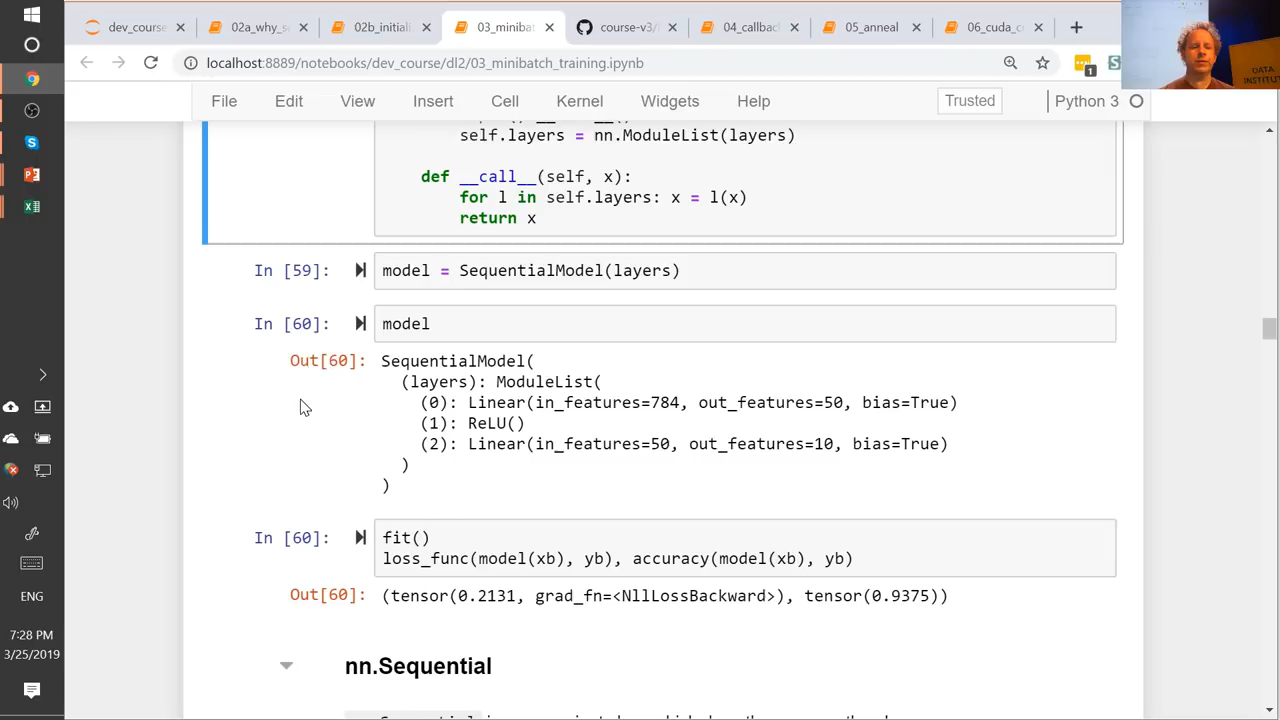 dev_course
02a_why_s
02b_initiali
03_minibat
course-v3/
04_callback
05_anneal
06_cuda_c
localhost:8889/notebooks/dev_course/dl2/03_minibatch_training.ipynb
1
S
DATA
INSTITUTE
File Edit View Insert Cell Kernel Widgets Help Trusted Python 3
self.layers = nn.ModuleList(layers)
def __call__(self, x):
for l in self.layers: x = l(x)
return x
In [59]: model = SequentialModel(layers)
In [60]: model
Out[60]: SequentialModel(
(layers): ModuleList(
(0): Linear(in_features=784, out_features=50, bias=True)
(1): ReLU()
(2): Linear(in_features=50, out_features=10, bias=True)
)
)
In [60]: fit()
loss_func(model(xb), yb), accuracy(model(xb), yb)
Out[60]: (tensor(0.2131, grad_fn=<NllLossBackward>), tensor(0.9375))
nn.Sequential
ENG
7:28 PM
3/25/2019